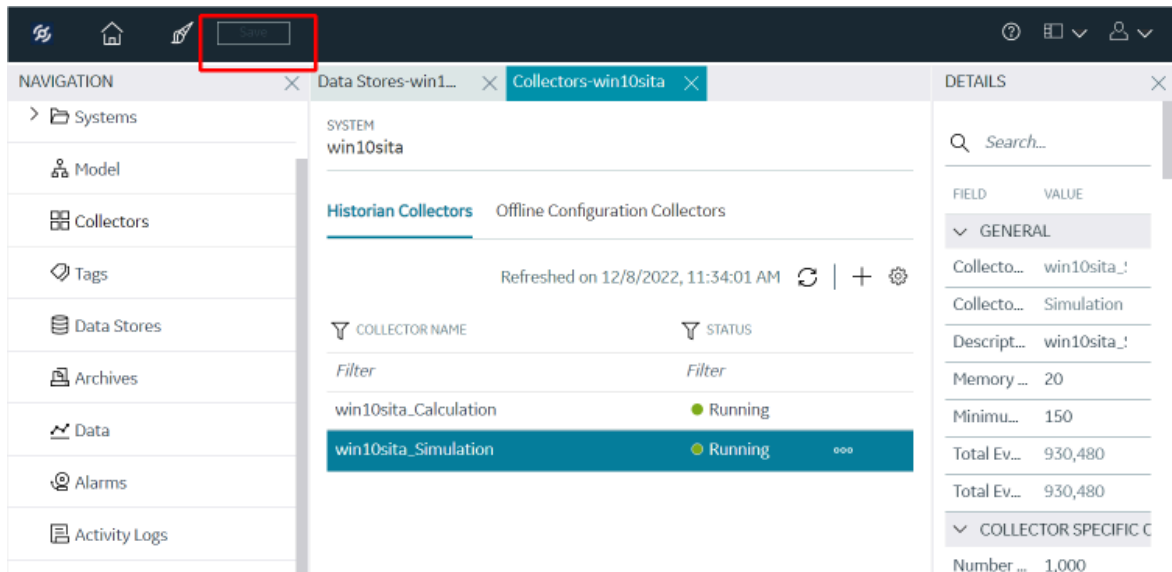 Save
NAVIGATION
Systems
Model
Collectors
Tags
Data Stores
Archives
Data
Alarms
Activity Logs
Data Stores-win1...
Collectors-win10sita
SYSTEM
win10sita
Historian Collectors Offline Configuration Collectors
Refreshed on 12/8/2022, 11:34:01 AM
COLLECTOR NAME STATUS
Filter Filter
win10sita_Calculation Running
win10sita_Simulation Running
DETAILS
Search...
FIELD VALUE
GENERAL
Collecto... win10sita_S
Collecto... Simulation
Descript... win10sita_S
Memory ... 20
Minimu... 150
Total Ev... 930,480
Total Ev... 930,480
COLLECTOR SPECIFIC C
Number ... 1,000